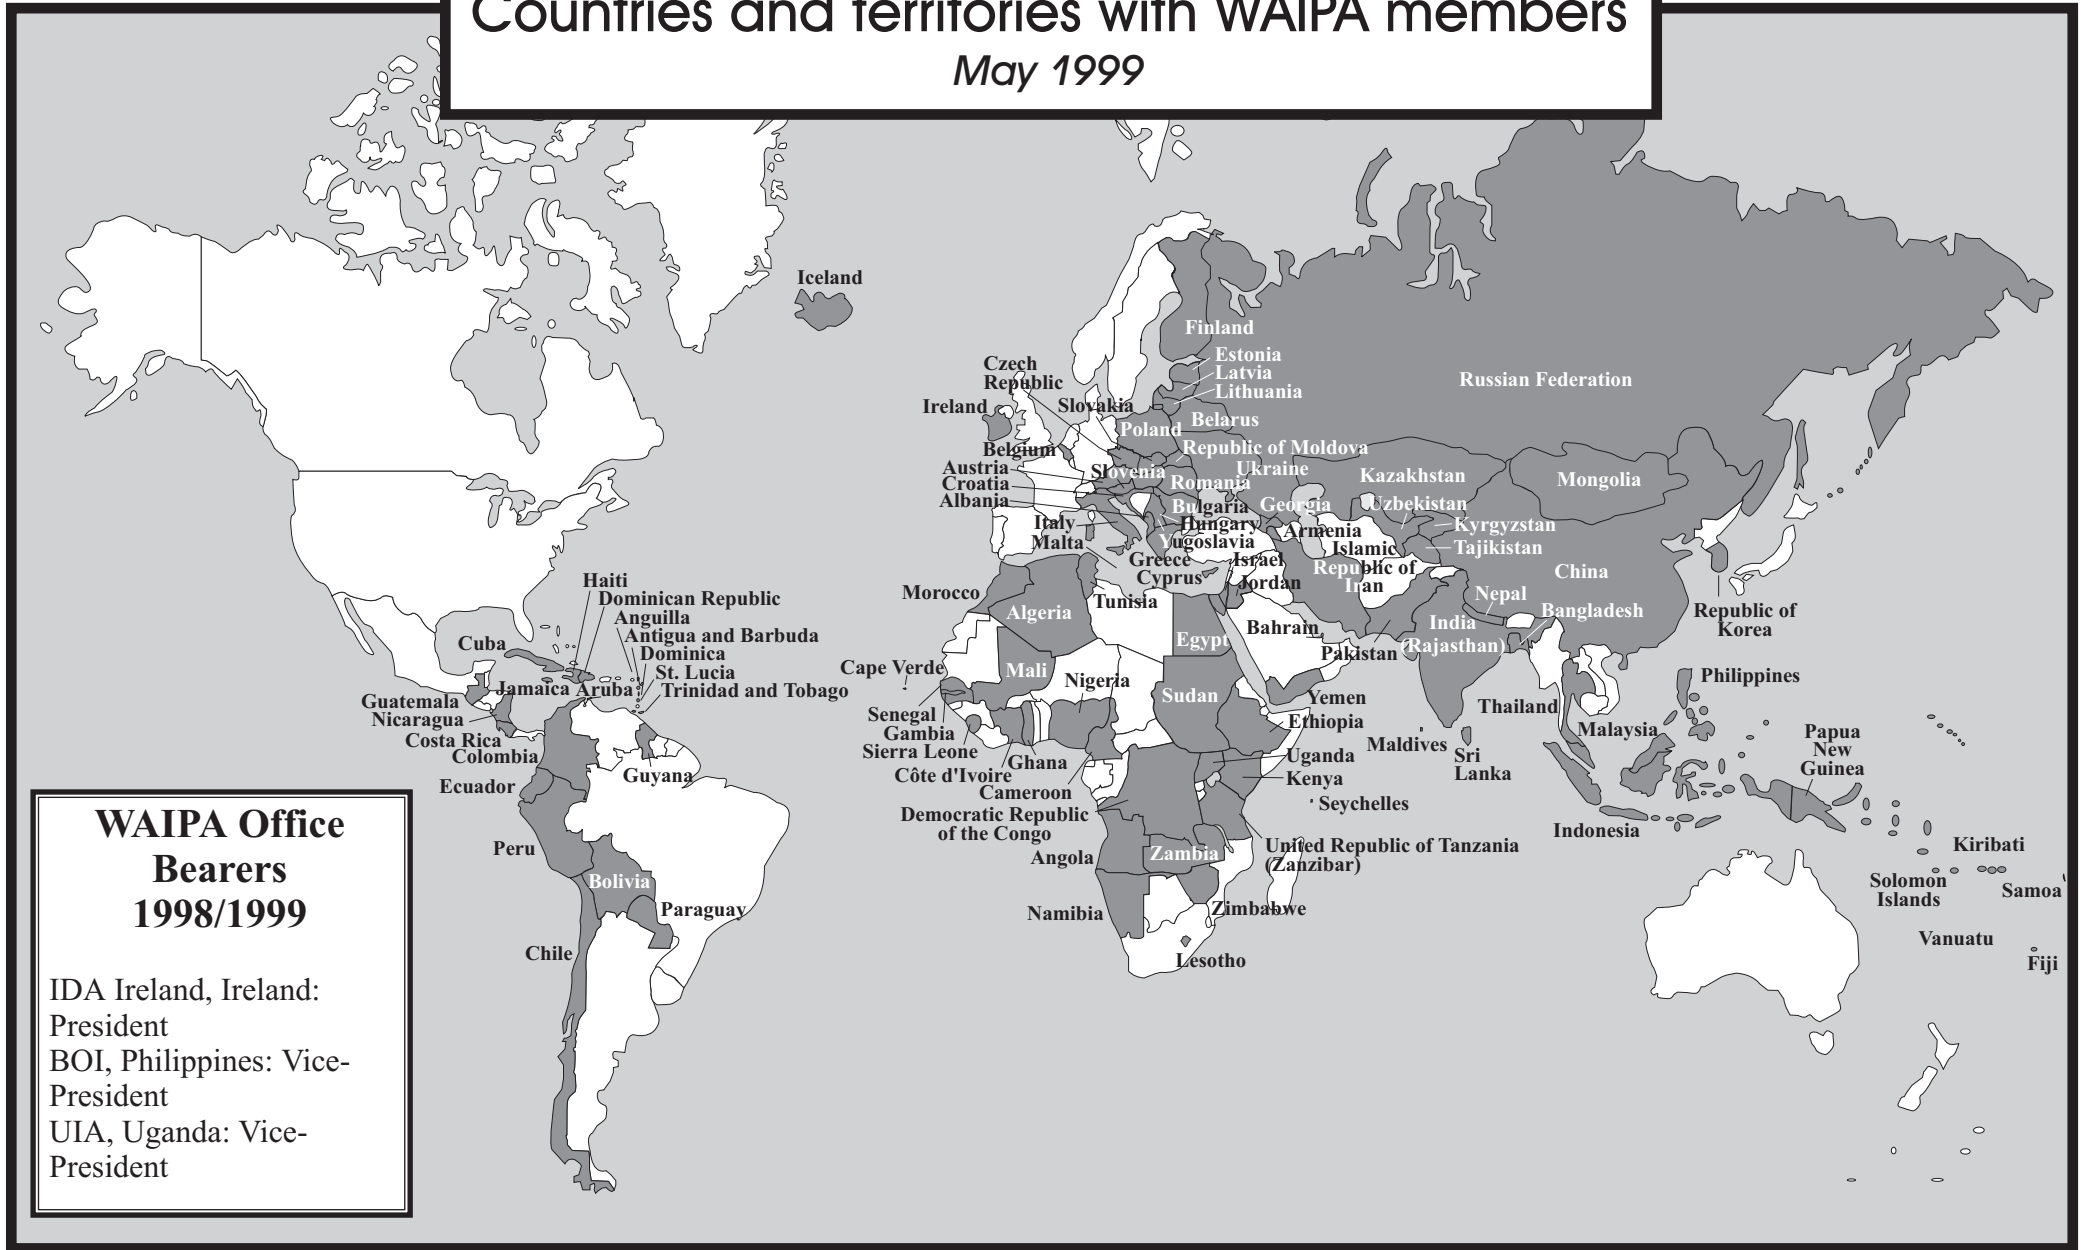 Countries and territories with WAIPA members
May 1999
Iceland
Finland
Estonia
Latvia
Lithuania
Russian Federation
Czech
Republic
Ireland
Slovakia
Belarus
Poland
Belgium
Republic of Moldova
Austria
Slovenia
Ukraine
Kazakhstan
Mongolia
Croatia
Romania
Albania
Bulgaria
Georgia
Uzbekistan
Italy
Hungary
Armenia
Kyrgyzstan
Malta
Yugoslavia
Islamic
Republic of
Iran
Tajikistan
Greece
Israel
Cyprus
Jordan
China
Morocco
Algeria
Tunisia
Nepal
Bangladesh
Republic of
Korea
Haiti
Dominican Republic
Anguilla
Antigua and Barbuda
Dominica
St. Lucia
Trinidad and Tobago
Cuba
Jamaica
Aruba
Egypt
Bahrain
India
(Rajasthan)
Pakistan
Cape Verde
Mali
Nigeria
Sudan
Yemen
Philippines
Guatemala
Nicaragua
Costa Rica
Colombia
Ecuador
Guyana
Senegal
Gambia
Sierra Leone
Côte d'Ivoire
Ghana
Cameroon
Democratic Republic
of the Congo
Ethiopia
Uganda
Kenya
Seychelles
Maldives
Sri
Lanka
Thailand
Malaysia
Papua
New
Guinea
Indonesia
Peru
Bolivia
Paraguay
Chile
Angola
Zambia
United Republic of Tanzania
(Zanzibar)
Namibia
Zimbabwe
Lesotho
Kiribati
Solomon
Islands
Samoa
Vanuatu
Fiji
WAIPA Office
Bearers
1998/1999
IDA Ireland, Ireland:
President
BOI, Philippines: Vice-
President
UIA, Uganda: Vice-
President